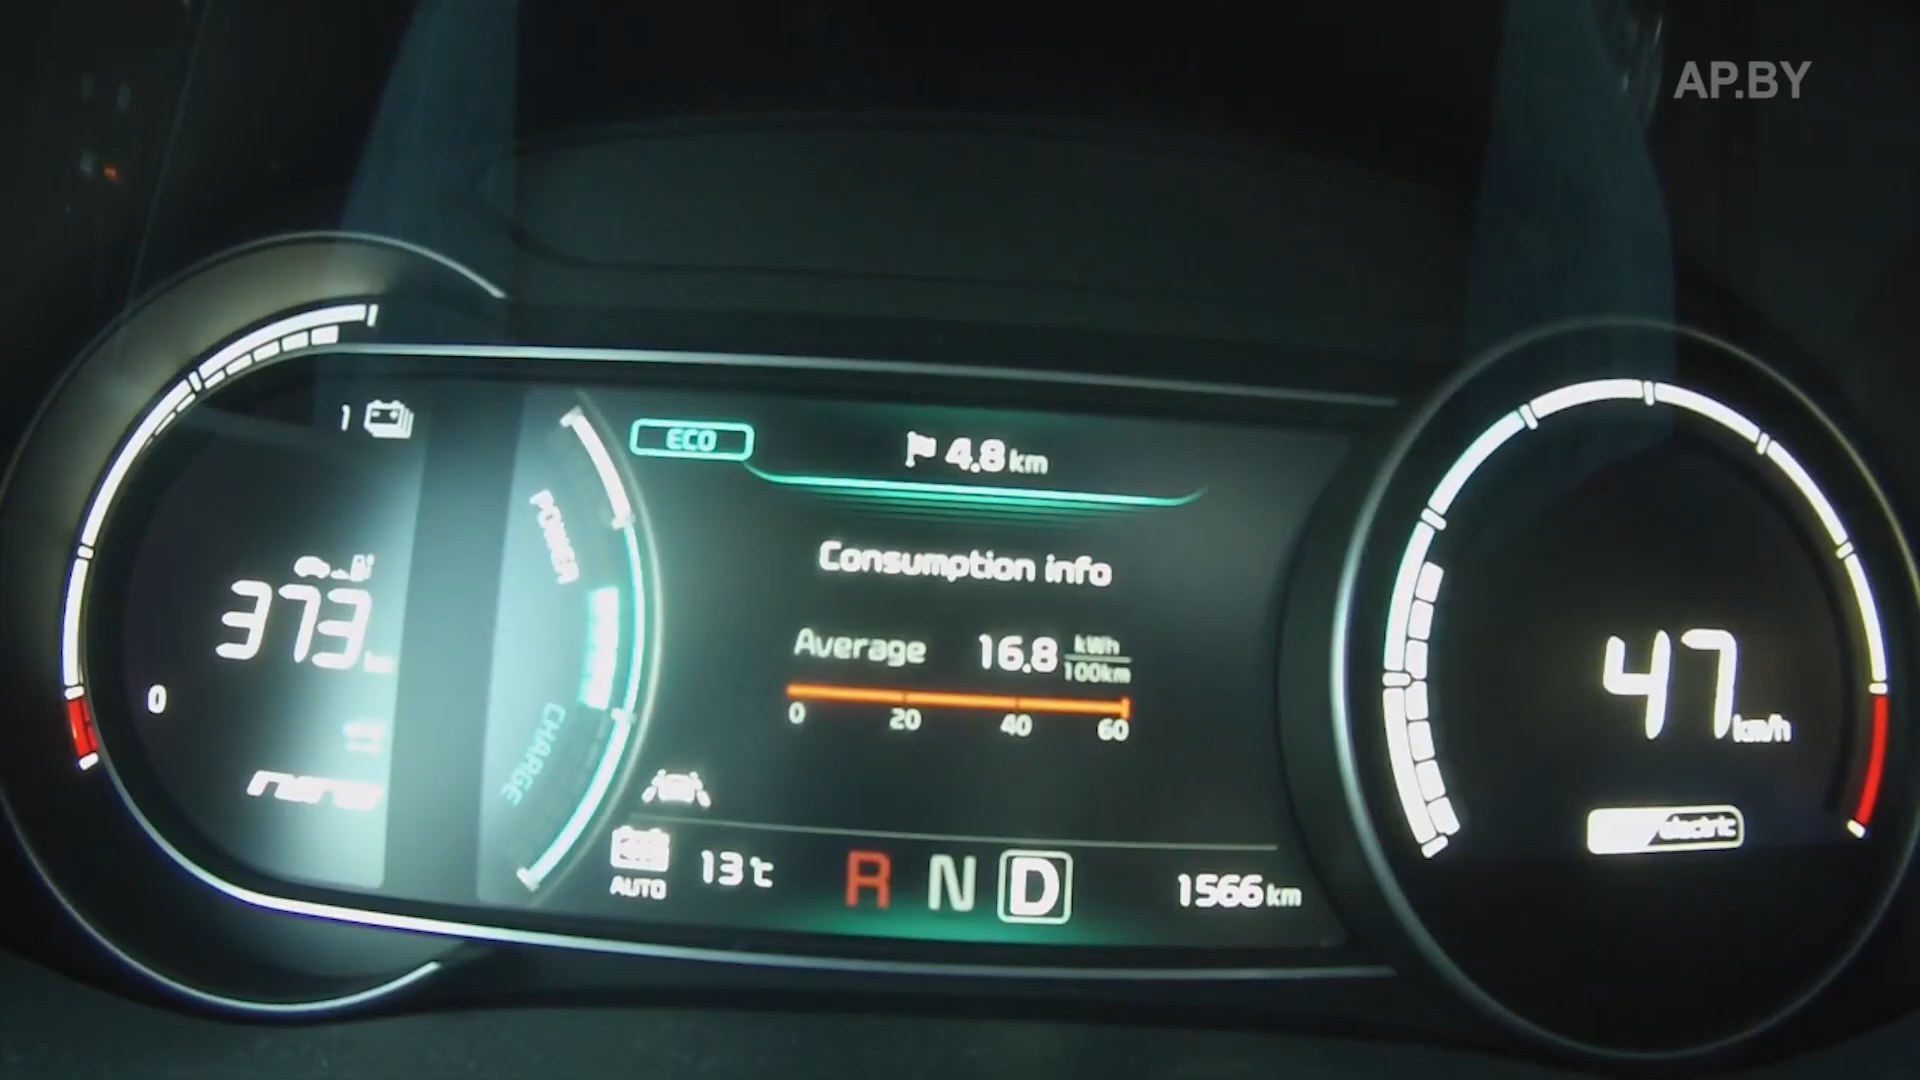 AP.BY
1
ECO
4.8 km
POWER
Consumption info
373
Average 16.8 kWh/100km
0
0 20 40 60
47 km/h
CHARGE
electric
AUTO
13℃
R N D
1566 km